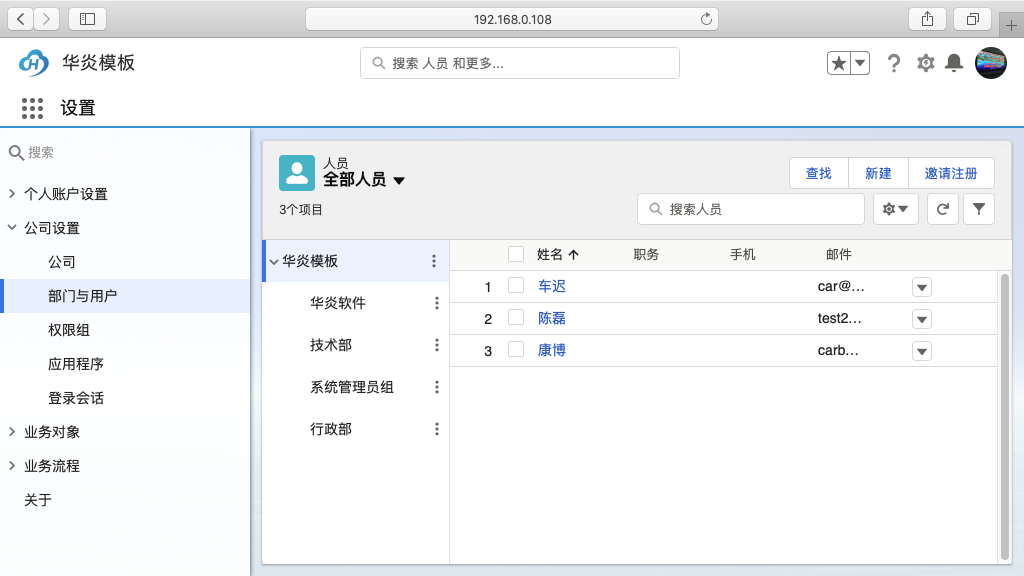 192.168.0.108
华炎模板
搜索 人员 和更多...
设置
搜索
个人账户设置
公司设置
公司
部门与用户
权限组
应用程序
登录会话
业务对象
业务流程
关于
人员
全部人员
3个项目
查找 新建 邀请注册
搜索人员
华炎模板
华炎软件
技术部
系统管理员组
行政部
姓名 职务 手机 邮件
1 车迟 car@...
2 陈磊 test2...
3 康博 carb...